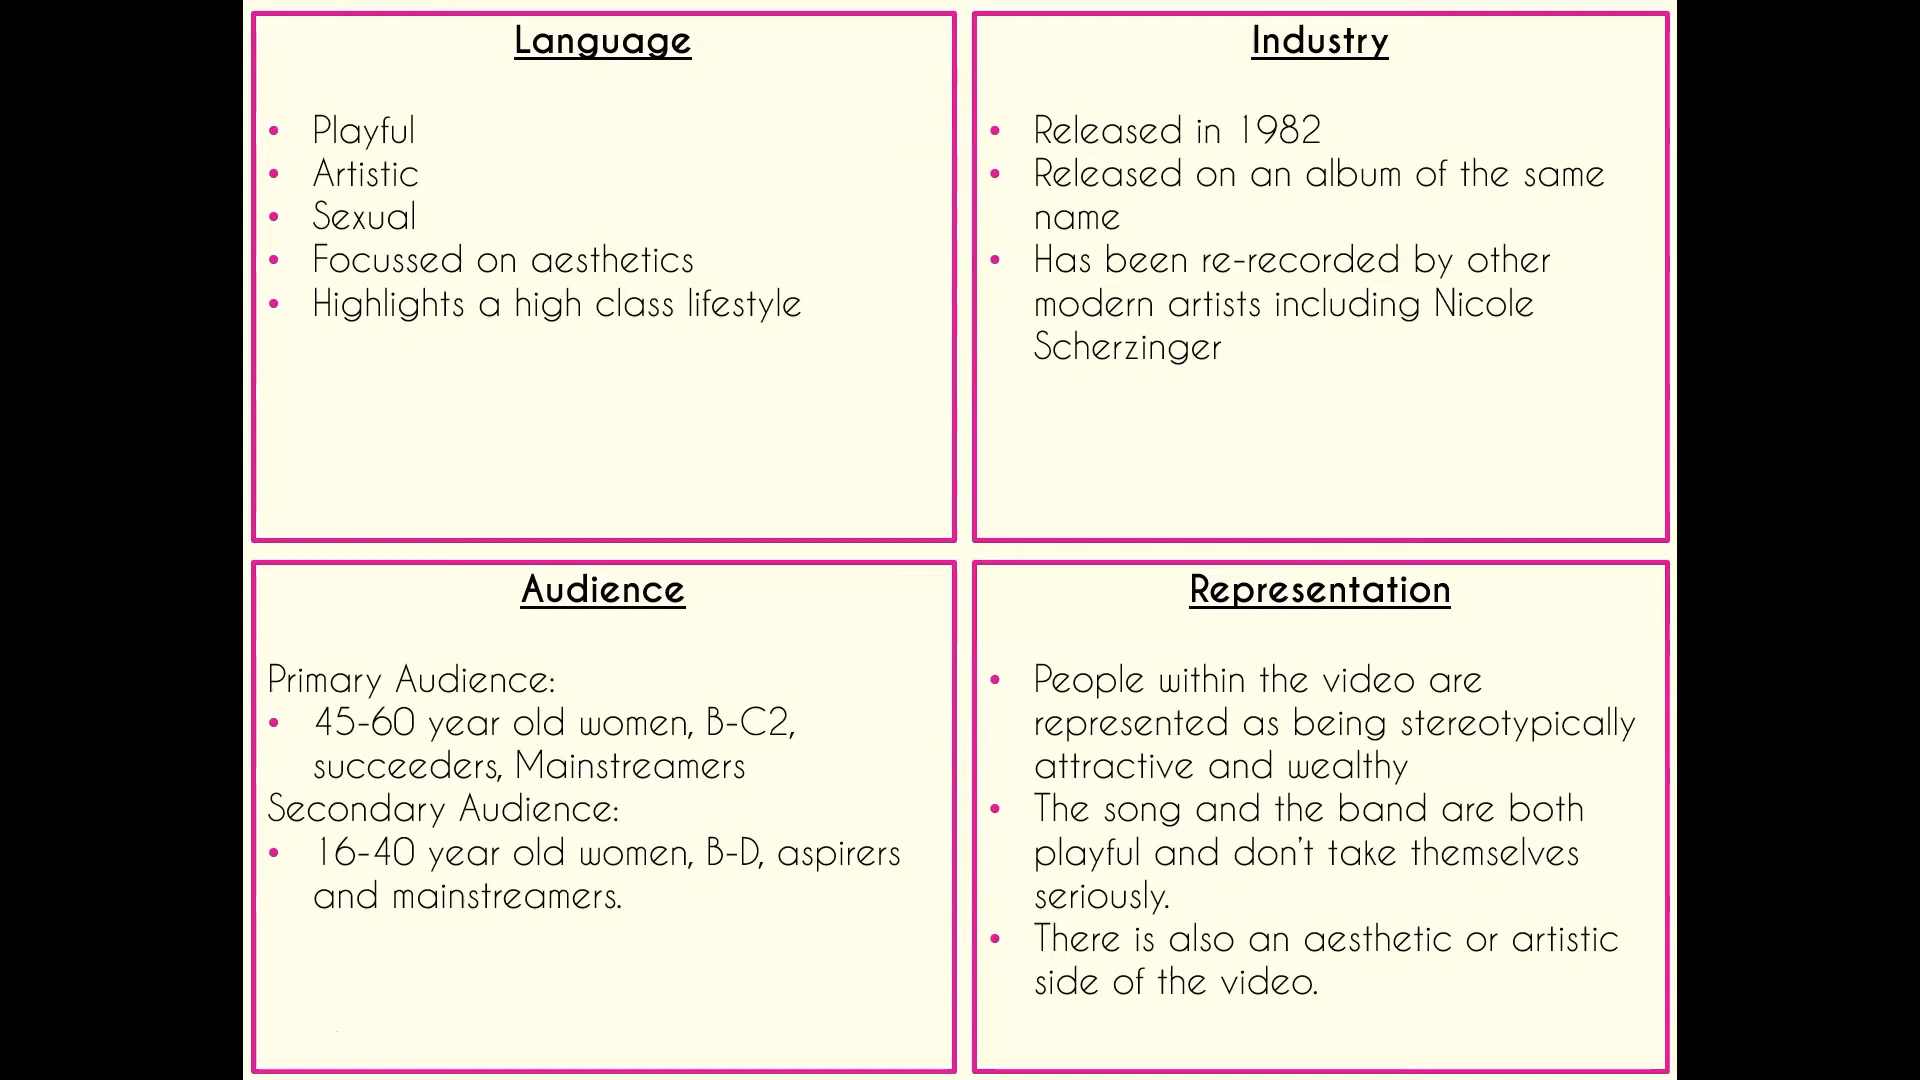 Language
• Playful
• Artistic
• Sexual
• Focussed on aesthetics
• Highlights a high class lifestyle
Industry
• Released in 1982
• Released on an album of the same
name
• Has been re-recorded by other
modern artists including Nicole
Scherzinger
Audience
Primary Audience:
• 45-60 year old women, B-C2,
succeeders, Mainstreamers
Secondary Audience:
• 16-40 year old women, B-D, aspirers
and mainstreamers.
Representation
• People within the video are
represented as being stereotypically
attractive and wealthy
• The song and the band are both
playful and don't take themselves
seriously.
• There is also an aesthetic or artistic
side of the video.